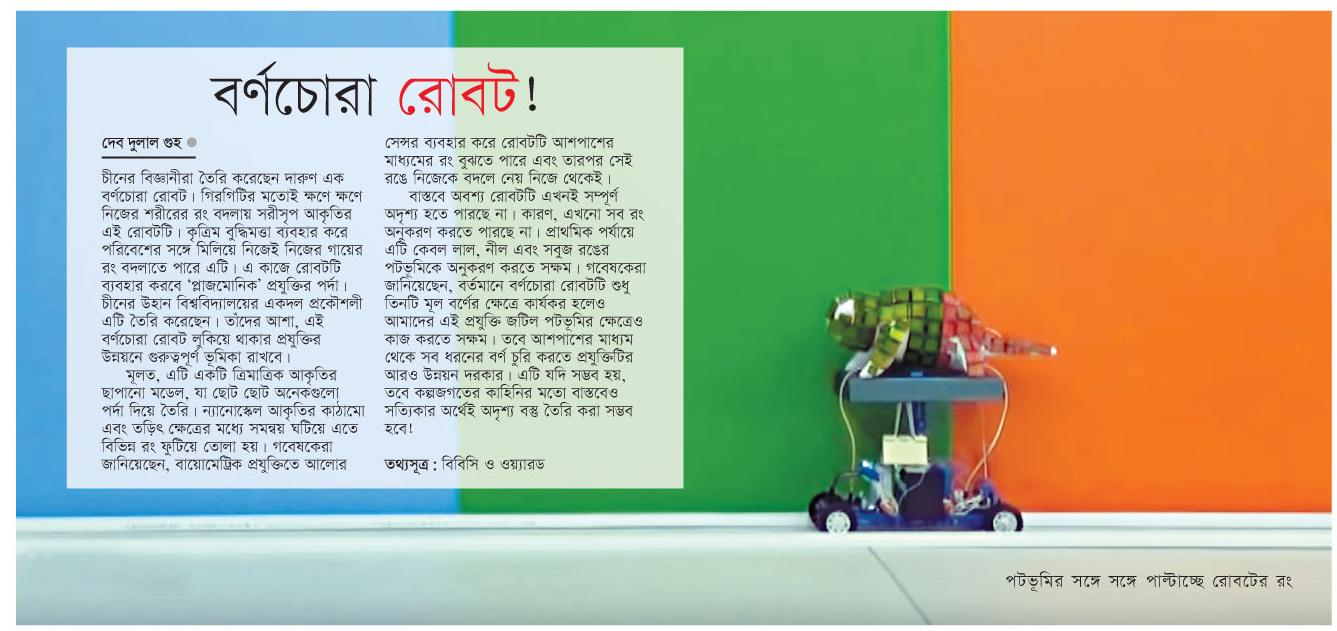 বর্ণচোরা রোবট!
দেব দুলাল গুহ
চীনের বিজ্ঞানীরা তৈরি করেছেন দারুণ এক
বর্ণচোরা রোবট। গিরগিটির মতোই ক্ষণে ক্ষণে
নিজের শরীরের রং বদলায় সরীসৃপ আকৃতির
এই রোবটটি। কৃত্রিম বুদ্ধিমত্তা ব্যবহার করে
পরিবেশের সঙ্গে মিলিয়ে নিজেই নিজের গায়ের
রং বদলাতে পারে এটি। এ কাজে রোবটটি
ব্যবহার করবে ‘প্লাজমোনিক’ প্রযুক্তির পর্দা।
চীনের উহান বিশ্ববিদ্যালয়ের একদল প্রকৌশলী
এটি তৈরি করেছেন। তাঁদের আশা, এই
বর্ণচোরা রোবট লুকিয়ে থাকার প্রযুক্তির
উন্নয়নে গুরুত্বপূর্ণ ভূমিকা রাখবে।
মূলত, এটি একটি ত্রিমাত্রিক আকৃতির
ছাপানো মডেল, যা ছোট ছোট অনেকগুলো
পর্দা দিয়ে তৈরি। ন্যানোস্কেল আকৃতির কাঠামো
এবং তড়িৎ ক্ষেত্রের মধ্যে সমন্বয় ঘটিয়ে এতে
বিভিন্ন রং ফুটিয়ে তোলা হয়। গবেষকেরা
জানিয়েছেন, বায়োমেট্রিক প্রযুক্তিতে আলোর
সেন্সর ব্যবহার করে রোবটটি আশপাশের
মাধ্যমের রং বুঝতে পারে এবং তারপর সেই
রঙে নিজেকে বদলে নেয় নিজে থেকেই।
বাস্তবে অবশ্য রোবটটি এখনই সম্পূর্ণ
অদৃশ্য হতে পারছে না। কারণ, এখনো সব রং
অনুকরণ করতে পারছে না। প্রাথমিক পর্যায়ে
এটি কেবল লাল, নীল এবং সবুজ রঙের
পটভূমিকে অনুকরণ করতে সক্ষম। গবেষকেরা
জানিয়েছেন, বর্তমানে বর্ণচোরা রোবটটি শুধু
তিনটি মূল বর্ণের ক্ষেত্রে কার্যকর হলেও
আমাদের এই প্রযুক্তি জটিল পটভূমির ক্ষেত্রেও
কাজ করতে সক্ষম। তবে আশপাশের মাধ্যম
থেকে সব ধরনের বর্ণ চুরি করতে প্রযুক্তিটির
আরও উন্নয়ন দরকার। এটি যদি সম্ভব হয়,
তবে কল্পজগতের কাহিনির মতো বাস্তবেও
সত্যিকার অর্থেই অদৃশ্য বস্তু তৈরি করা সম্ভব
হবে!
তথ্যসূত্র : বিবিসি ও ওয়্যারড
পটভূমির সঙ্গে সঙ্গে পাল্টাচ্ছে রোবটের রং